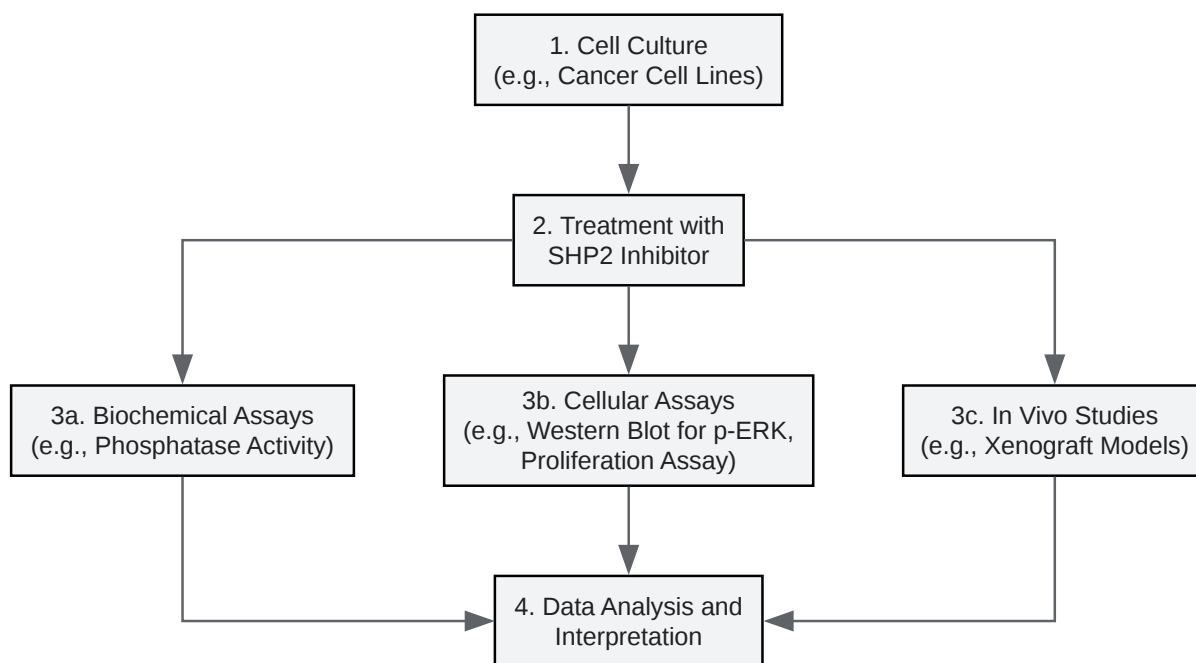 1. Cell Culture
(e.g., Cancer Cell Lines)
2. Treatment with
SHP2 Inhibitor
3a. Biochemical Assays
(e.g., Phosphatase Activity)
3b. Cellular Assays
(e.g., Western Blot for p-ERK,
Proliferation Assay)
3c. In Vivo Studies
(e.g., Xenograft Models)
4. Data Analysis and
Interpretation